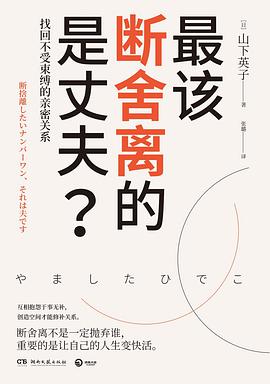 最该
断舍离的
是丈夫？
找回不受束缚的亲密关系
断捨離したいナンバーワン、それは夫です
［日］山下英子
著
张璐
译
やましたひでこ
互相抱怨于事无补，
创造空间才能修补关系。
断舍离不是一定抛弃谁，
重要的是让自己的人生变快活。
湖南文艺出版社